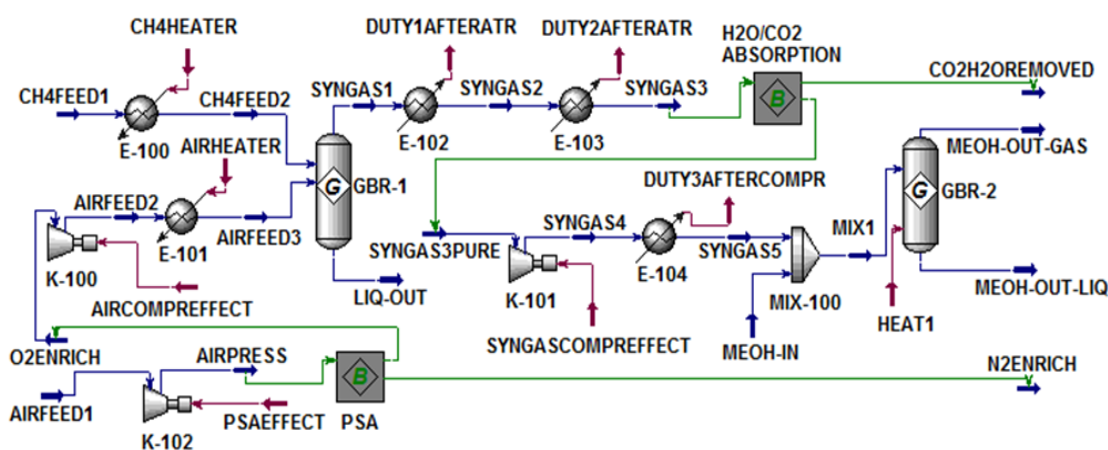 CH4HEATER
DUTY1AFTERATR
DUTY2AFTERATR
H2O/CO2
ABSORPTION
CH4FEED1
CH4FEED2
SYNGAS1
SYNGAS2
SYNGAS3
B
CO2H2OREMOVED
E-100
E-102
E-103
AIRHEATER
G
GBR-1
MEOH-OUT-GAS
G
GBR-2
AIRFEED2
E-101
AIRFEED3
K-100
DUTY3AFTERCOMPR
SYNGAS4
SYNGAS5
SYNGAS3PURE
E-104
MIX1
K-101
MIX-100
LIQ-OUT
AIRCOMPREFFECT
MEOH-OUT-LIQ
HEAT1
O2ENRICH
AIRPRESS
SYNGASCOMPREFFECT
MEOH-IN
B
N2ENRICH
AIRFEED1
PSAEFFECT
PSA
K-102